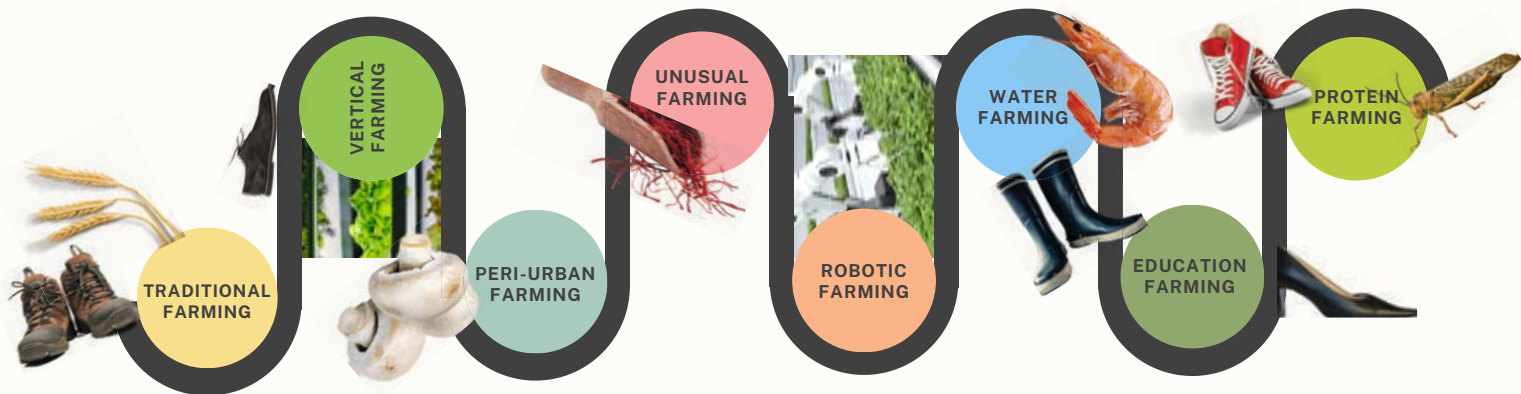 TRADITIONAL
FARMING
VERTICAL
FARMING
PERI-URBAN
FARMING
UNUSUAL
FARMING
ROBOTIC
FARMING
WATER
FARMING
EDUCATION
FARMING
PROTEIN
FARMING